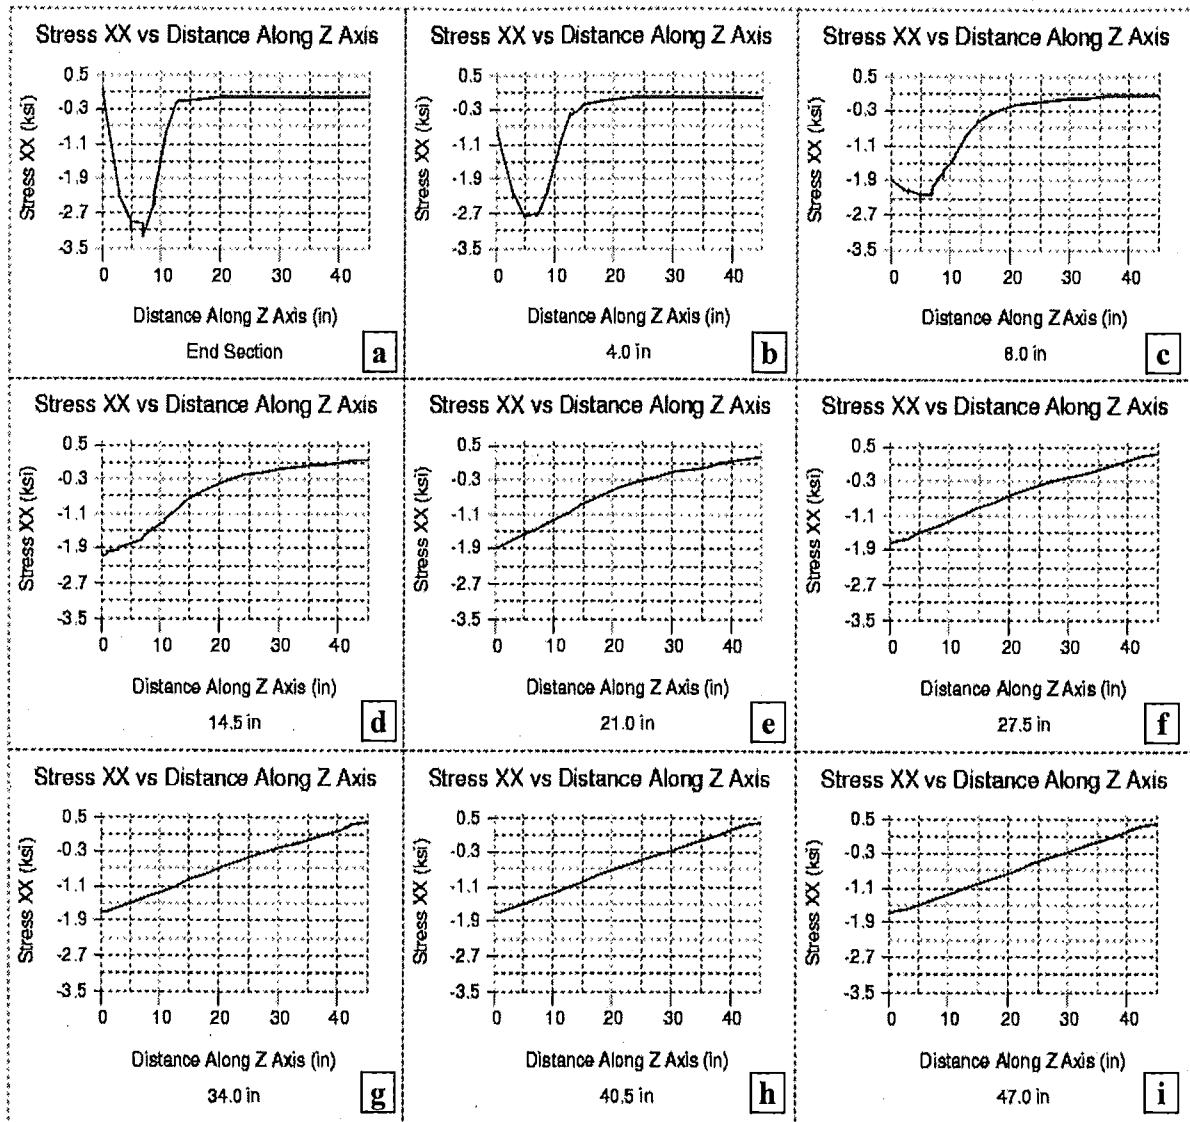 Stress XX vs Distance Along Z Axis
Stress XX (ksi)
0.5
-0.3
-1.1
-1.9
-2.7
-3.5
0 10 20 30 40
Distance Along Z Axis (in)
End Section
a
Stress XX vs Distance Along Z Axis
Stress XX (ksi)
0.5
-0.3
-1.1
-1.9
-2.7
-3.5
0 10 20 30 40
Distance Along Z Axis (in)
4.0 in
b
Stress XX vs Distance Along Z Axis
Stress XX (ksi)
0.5
-0.3
-1.1
-1.9
-2.7
-3.5
0 10 20 30 40
Distance Along Z Axis (in)
8.0 in
c
Stress XX vs Distance Along Z Axis
Stress XX (ksi)
0.5
-0.3
-1.1
-1.9
-2.7
-3.5
0 10 20 30 40
Distance Along Z Axis (in)
14.5 in
d
Stress XX vs Distance Along Z Axis
Stress XX (ksi)
0.5
-0.3
-1.1
-1.9
-2.7
-3.5
0 10 20 30 40
Distance Along Z Axis (in)
21.0 in
e
Stress XX vs Distance Along Z Axis
Stress XX (ksi)
0.5
-0.3
-1.1
-1.9
-2.7
-3.5
0 10 20 30 40
Distance Along Z Axis (in)
27.5 in
f
Stress XX vs Distance Along Z Axis
Stress XX (ksi)
0.5
-0.3
-1.1
-1.9
-2.7
-3.5
0 10 20 30 40
Distance Along Z Axis (in)
34.0 in
g
Stress XX vs Distance Along Z Axis
Stress XX (ksi)
0.5
-0.3
-1.1
-1.9
-2.7
-3.5
0 10 20 30 40
Distance Along Z Axis (in)
40.5 in
h
Stress XX vs Distance Along Z Axis
Stress XX (ksi)
0.5
-0.3
-1.1
-1.9
-2.7
-3.5
0 10 20 30 40
Distance Along Z Axis (in)
47.0 in
i